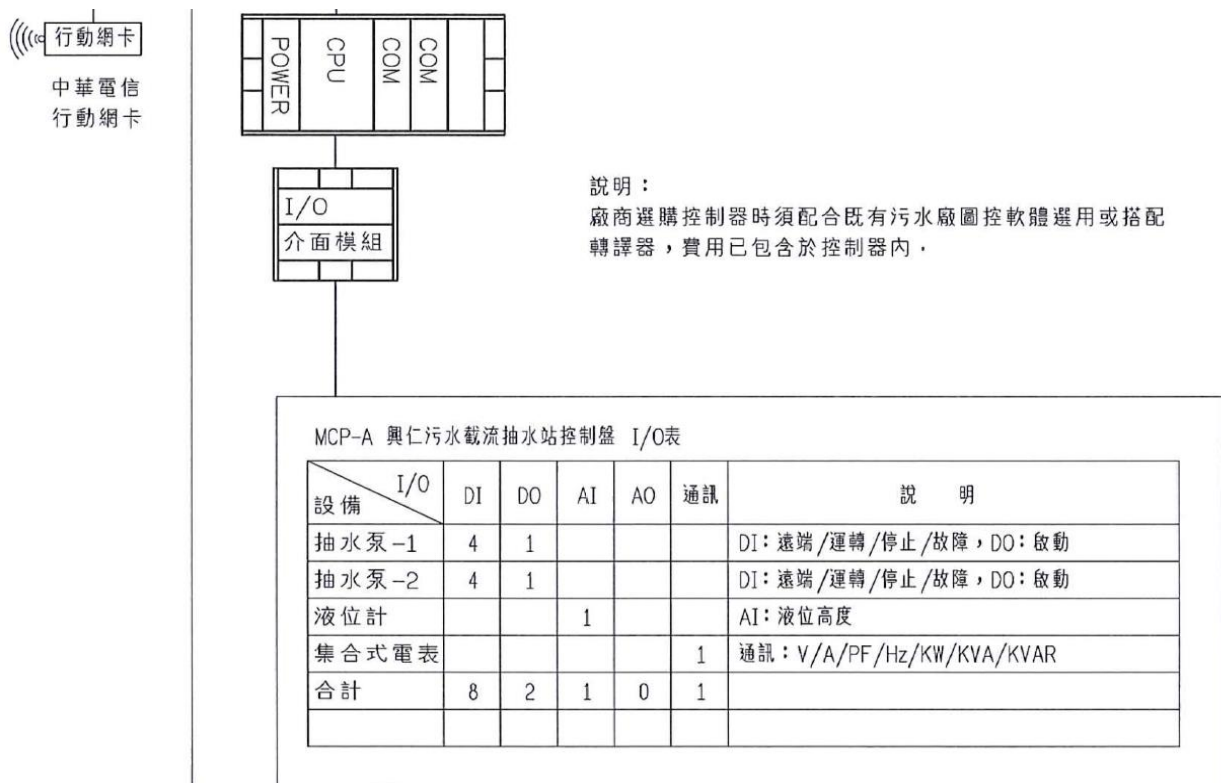 行動網卡
中華電信
行動網卡
POWER
CPU
COM
COM
I/O
介面模組
說明：
廠商選購控制器時須配合既有污水廠圖控軟體選用或搭配
轉譯器，費用已包含於控制器內．
MCP-A 興仁污水截流抽水站控制盤 I/O表
設備 I/O DI DO AI AO 通訊 說 明
抽水泵-1 4 1 DI：遠端/運轉/停止/故障，DO：啟動
抽水泵-2 4 1 DI：遠端/運轉/停止/故障，DO：啟動
液位計 1 AI：液位高度
集合式電表 1 通訊：V/A/PF/Hz/KW/KVA/KVAR
合計 8 2 1 0 1